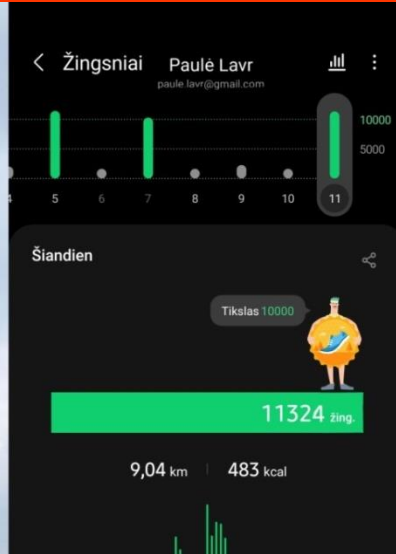 Žingsniai
Paulė Lavr
paule.lavr@gmail.com
10000
5000
5 6 7 8 9 10 11
Šiandien
Tikslas 10000
11324 žing.
9,04 km | 483 kcal